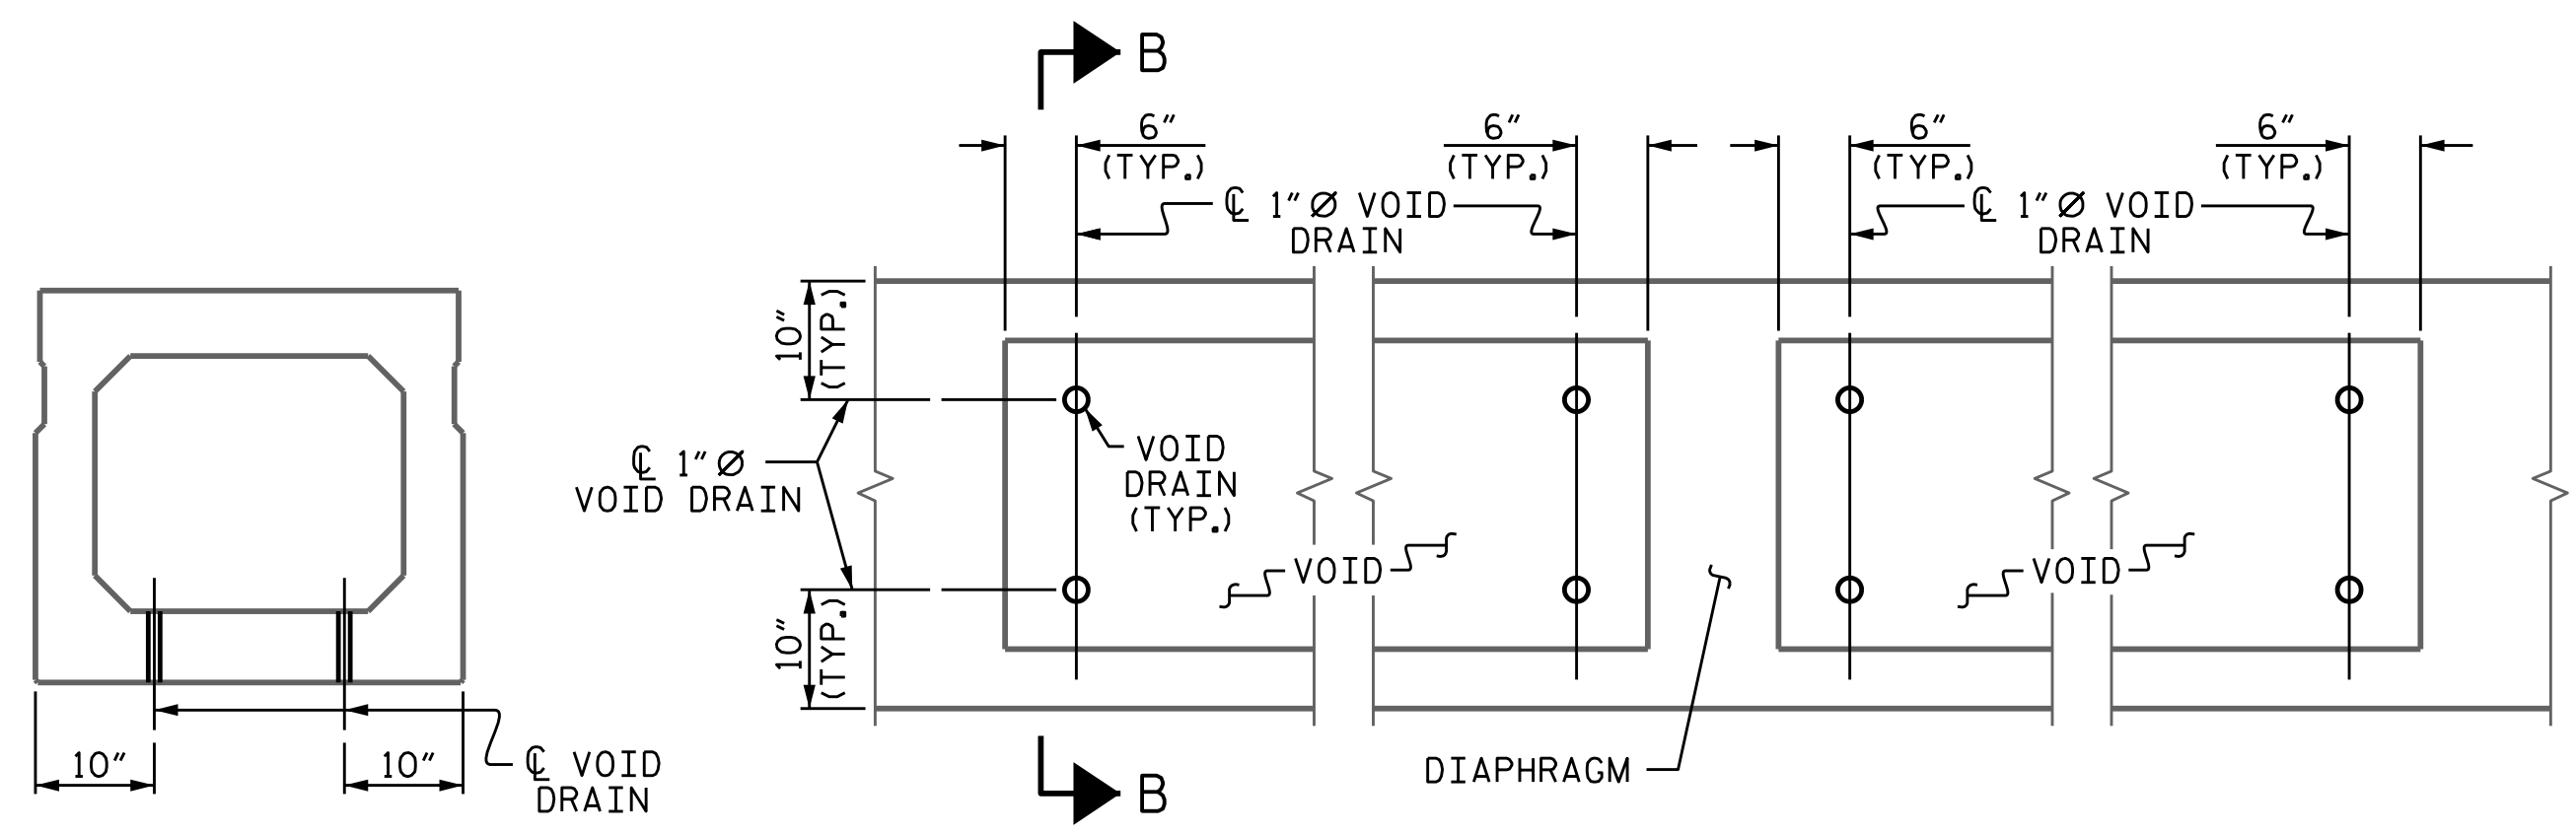 B
6" 6" 6" 6"
(TYP.) (TYP.) (TYP.) (TYP.)
℄ 1"Ø VOID
DRAIN
℄ 1"Ø VOID
DRAIN
10"
(TYP.)
℄ 1"Ø
VOID DRAIN
VOID
DRAIN
(TYP.)
VOID
VOID
10"
(TYP.)
10"
10"
℄ VOID
DRAIN
DIAPHRAGM
B